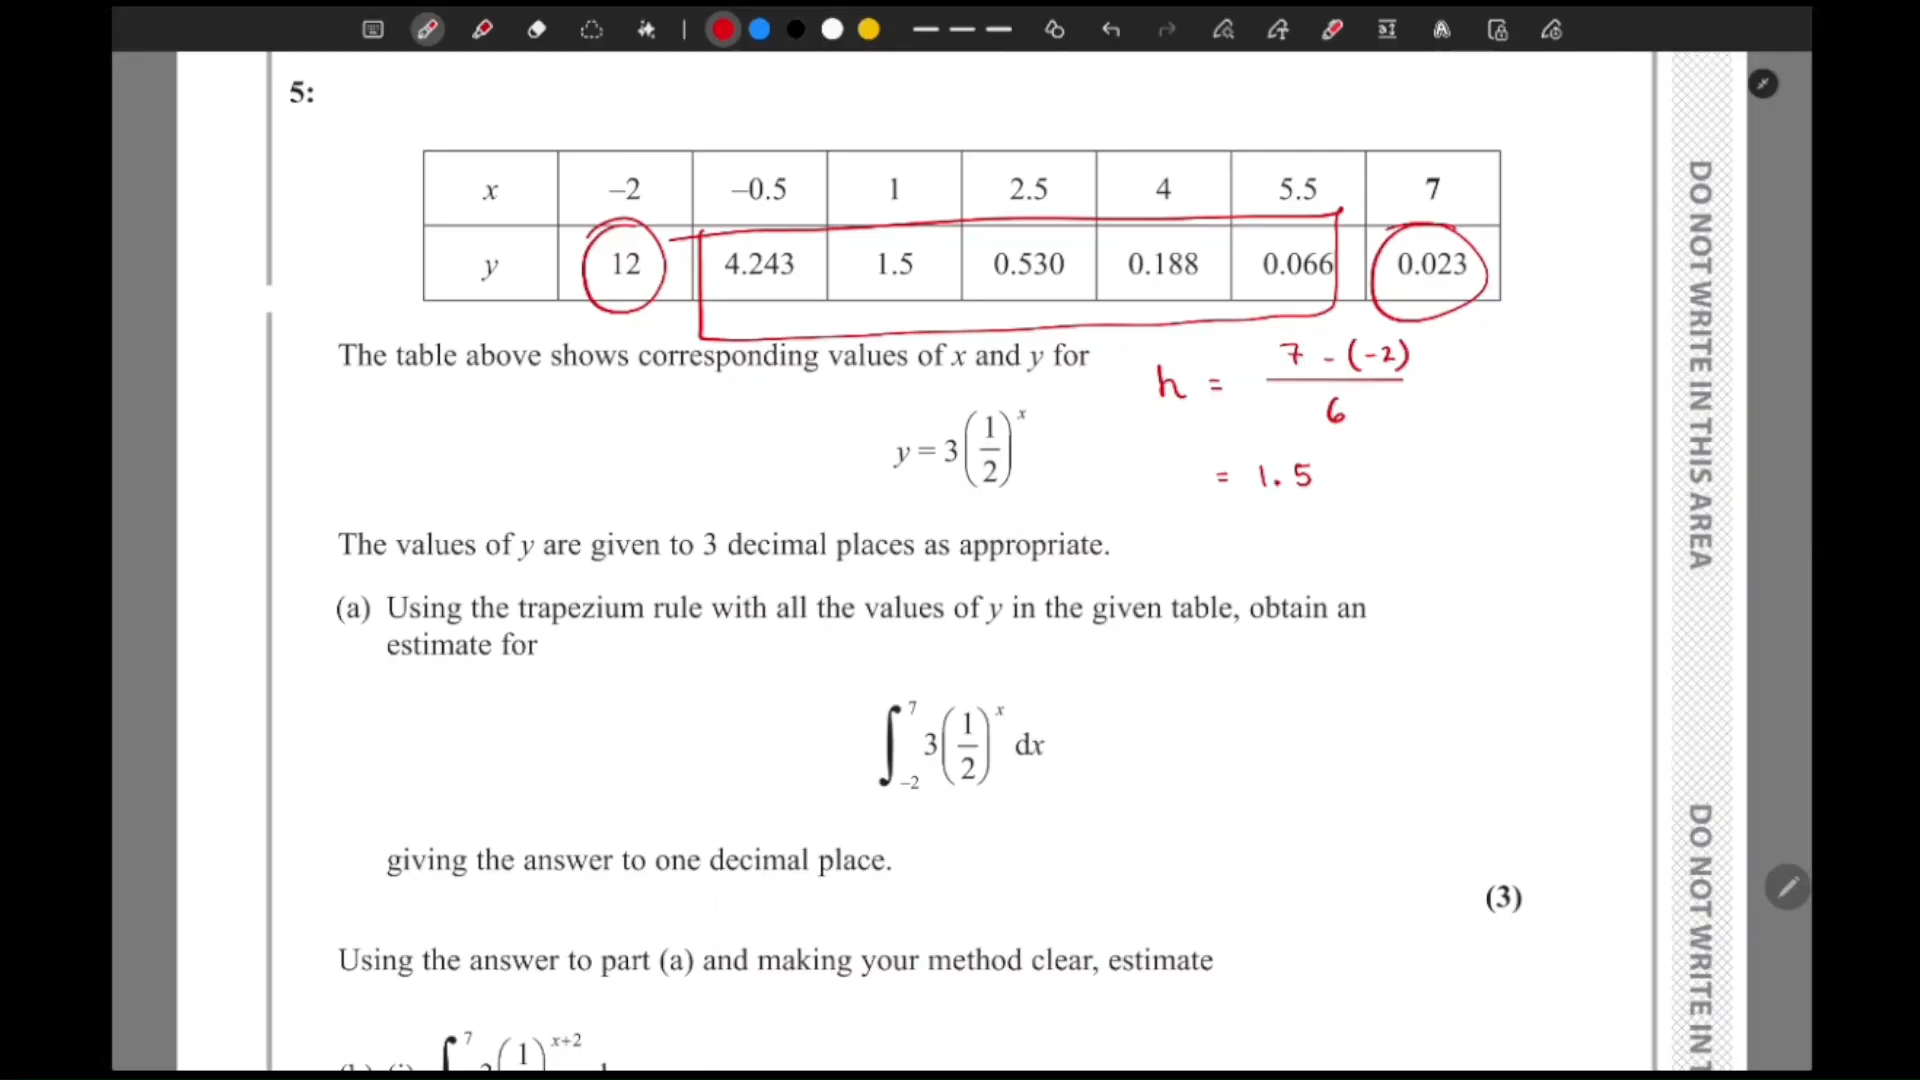 5:
x –2 –0.5 1 2.5 4 5.5 7
y 12 4.243 1.5 0.530 0.188 0.066 0.023
The table above shows corresponding values of x and y for
h = 7 - (-2) / 6
y = 3(1/2)^x
= 1.5
The values of y are given to 3 decimal places as appropriate.
(a) Using the trapezium rule with all the values of y in the given table, obtain an
estimate for
∫_{–2}^{7} 3(1/2)^x dx
giving the answer to one decimal place.
(3)
Using the answer to part (a) and making your method clear, estimate
7 (1 x+2
DO NOT WRITE IN THIS AREA
DO NOT WRITE IN T